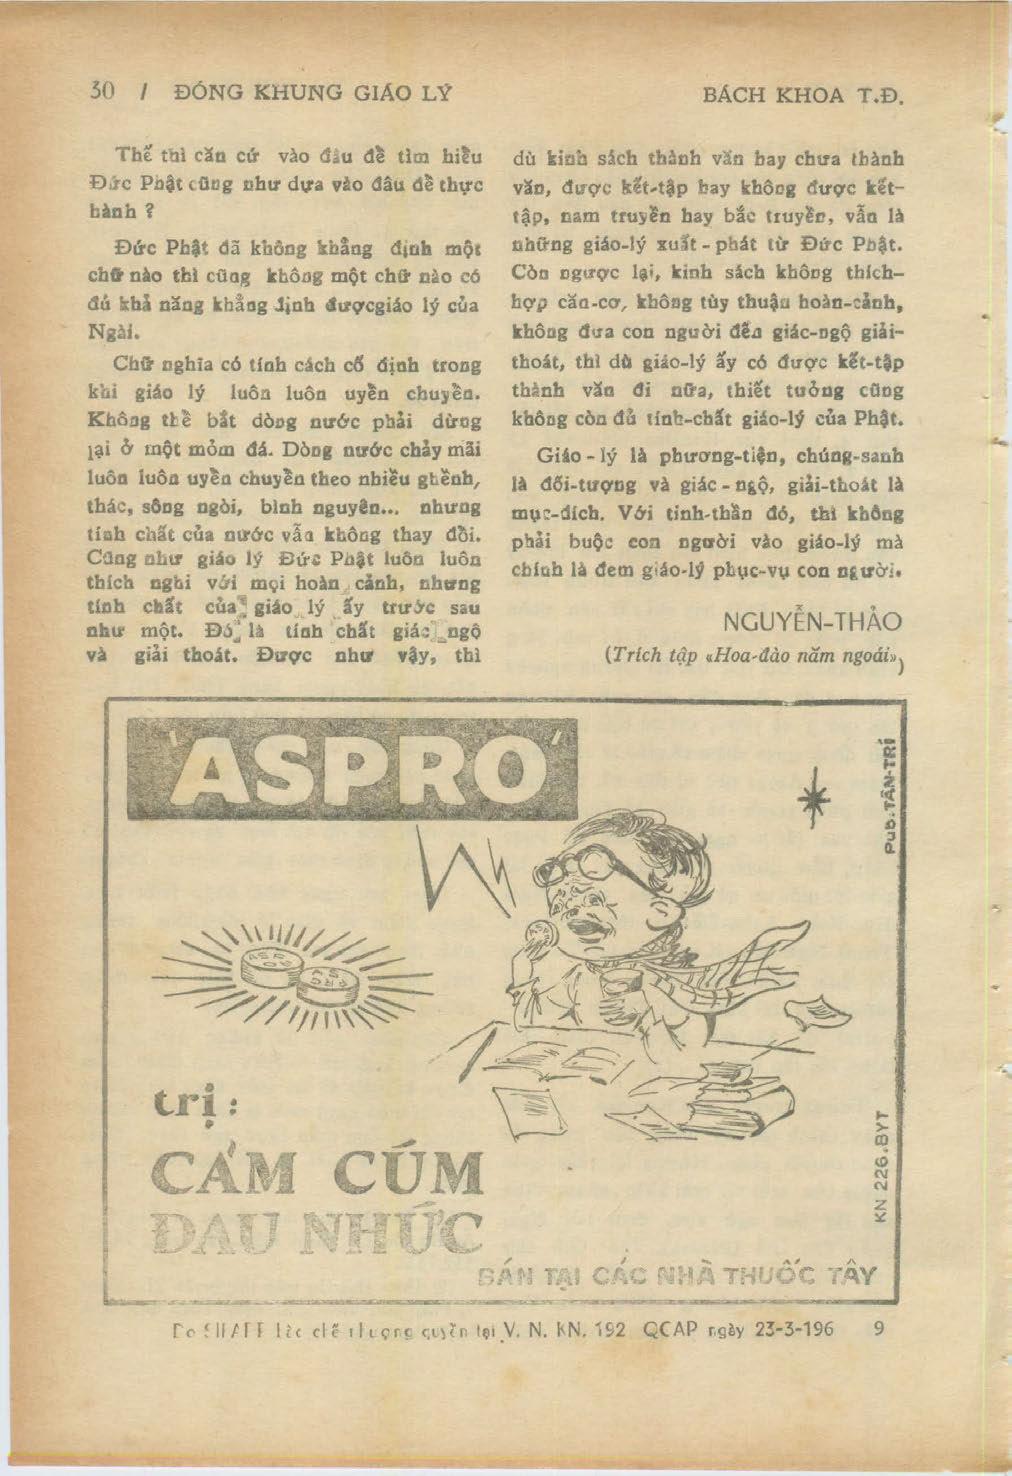 30 / ĐÓNG KHUNG GIÁO LÝ
BÁCH KHOA T.Đ.
Thế thì căn cứ vào đâu để tìm hiểu
Đức Phật cũng như dựa vào đâu để thực
hành ?
Đức Phật đã không khẳng định một
chữ nào thì cũng không một chữ nào có
đủ khả năng khẳng định đượcgiáo lý của
Ngài.
Chữ nghĩa có tính cách cố định trong
khi giáo lý luôn luôn uyển chuyển.
Không thể bắt dòng nước phải dừng
lại ở một mỏm đá. Dòng nước chảy mãi
luôn luôn uyển chuyển theo nhiều ghềnh,
thác, sông ngòi, bình nguyên... nhưng
tính chất của nước vẫn không thay đổi.
Cũng như giáo lý Đức Phật luôn luôn
thích nghi với mọi hoàn cảnh, nhưng
tính chất của giáo lý ấy trước sau
như một. Đó là tính chất giác ngộ
và giải thoát. Được như vậy, thì
dù kinh sách thành văn hay chưa thành
văn, được kết-tập hay không được kết-
tập, nam truyền hay bắc truyền, vẫn là
những giáo-lý xuất - phát từ Đức Phật.
Còn ngược lại, kinh sách không thích-
hợp căn-cơ, không tùy thuận hoàn-cảnh,
không đưa con người đến giác-ngộ giải-
thoát, thì dù giáo-lý ấy có được kết-tập
thành văn đi nữa, thiết tưởng cũng
không còn đủ tính-chất giáo-lý của Phật.
Giáo - lý là phương-tiện, chúng-sanh
là đối-tượng và giác - ngộ, giải-thoát là
mục-đích. Với tinh-thần đó, thì không
phải buộc con người vào giáo-lý mà
chính là đem giáo-lý phục-vụ con người.
NGUYỄN-THẢO
(Trích tập «Hoa-đào năm ngoái»)
'ASPRO'
Pub.TÂN-TRÍ
ASPRO
trị :
CẢM CÚM
ĐAU NHỨC
KN 226.BYT
BÁN TẠI CÁC NHÀ THUỐC TÂY
nhượng quyền tại V. N. KN. 192 QCAP ngày 23-3-196 9